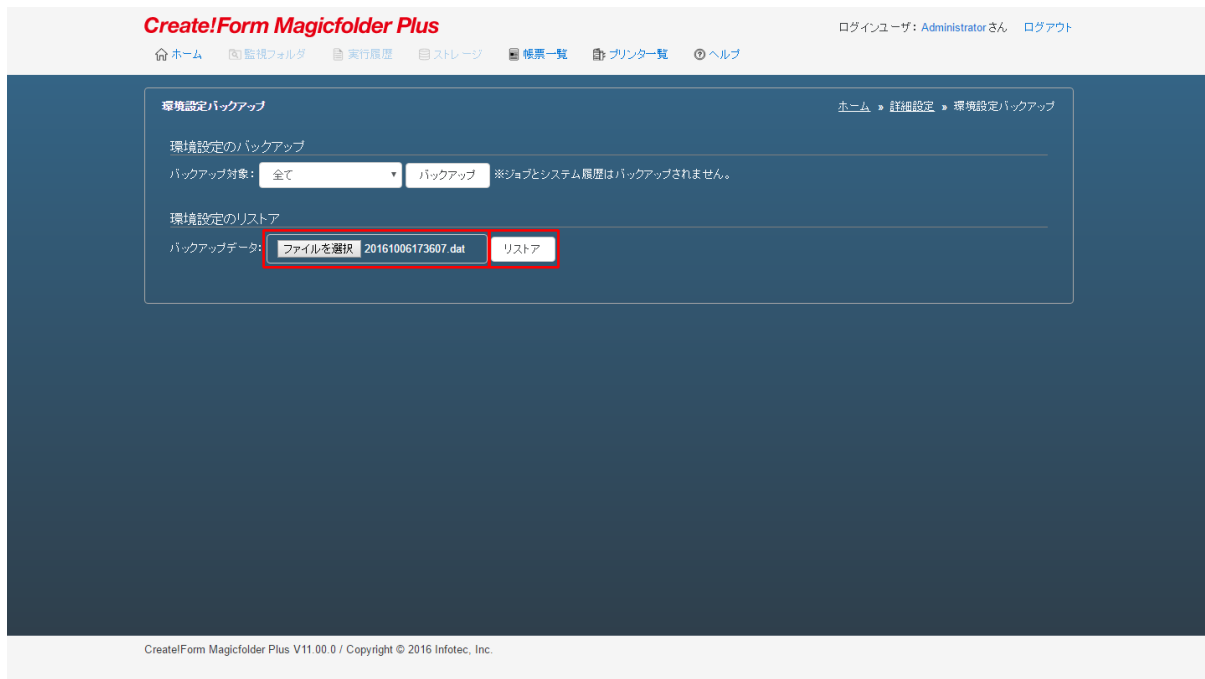 Create!Form Magicfolder Plus
ログインユーザ: Administratorさん ログアウト
ホーム 監視フォルダ 実行履歴 ストレージ 帳票一覧 プリンター覧 ヘルプ
環境設定バックアップ
ホーム » 詳細設定 » 環境設定バックアップ
環境設定のバックアップ
バックアップ対象: 全て バックアップ ※ジョブとシステム履歴はバックアップされません。
環境設定のリストア
バックアップデータ: ファイルを選択 20161006173607.dat リストア
Create!Form Magicfolder Plus V11.00.0 / Copyright © 2016 Infotec, Inc.